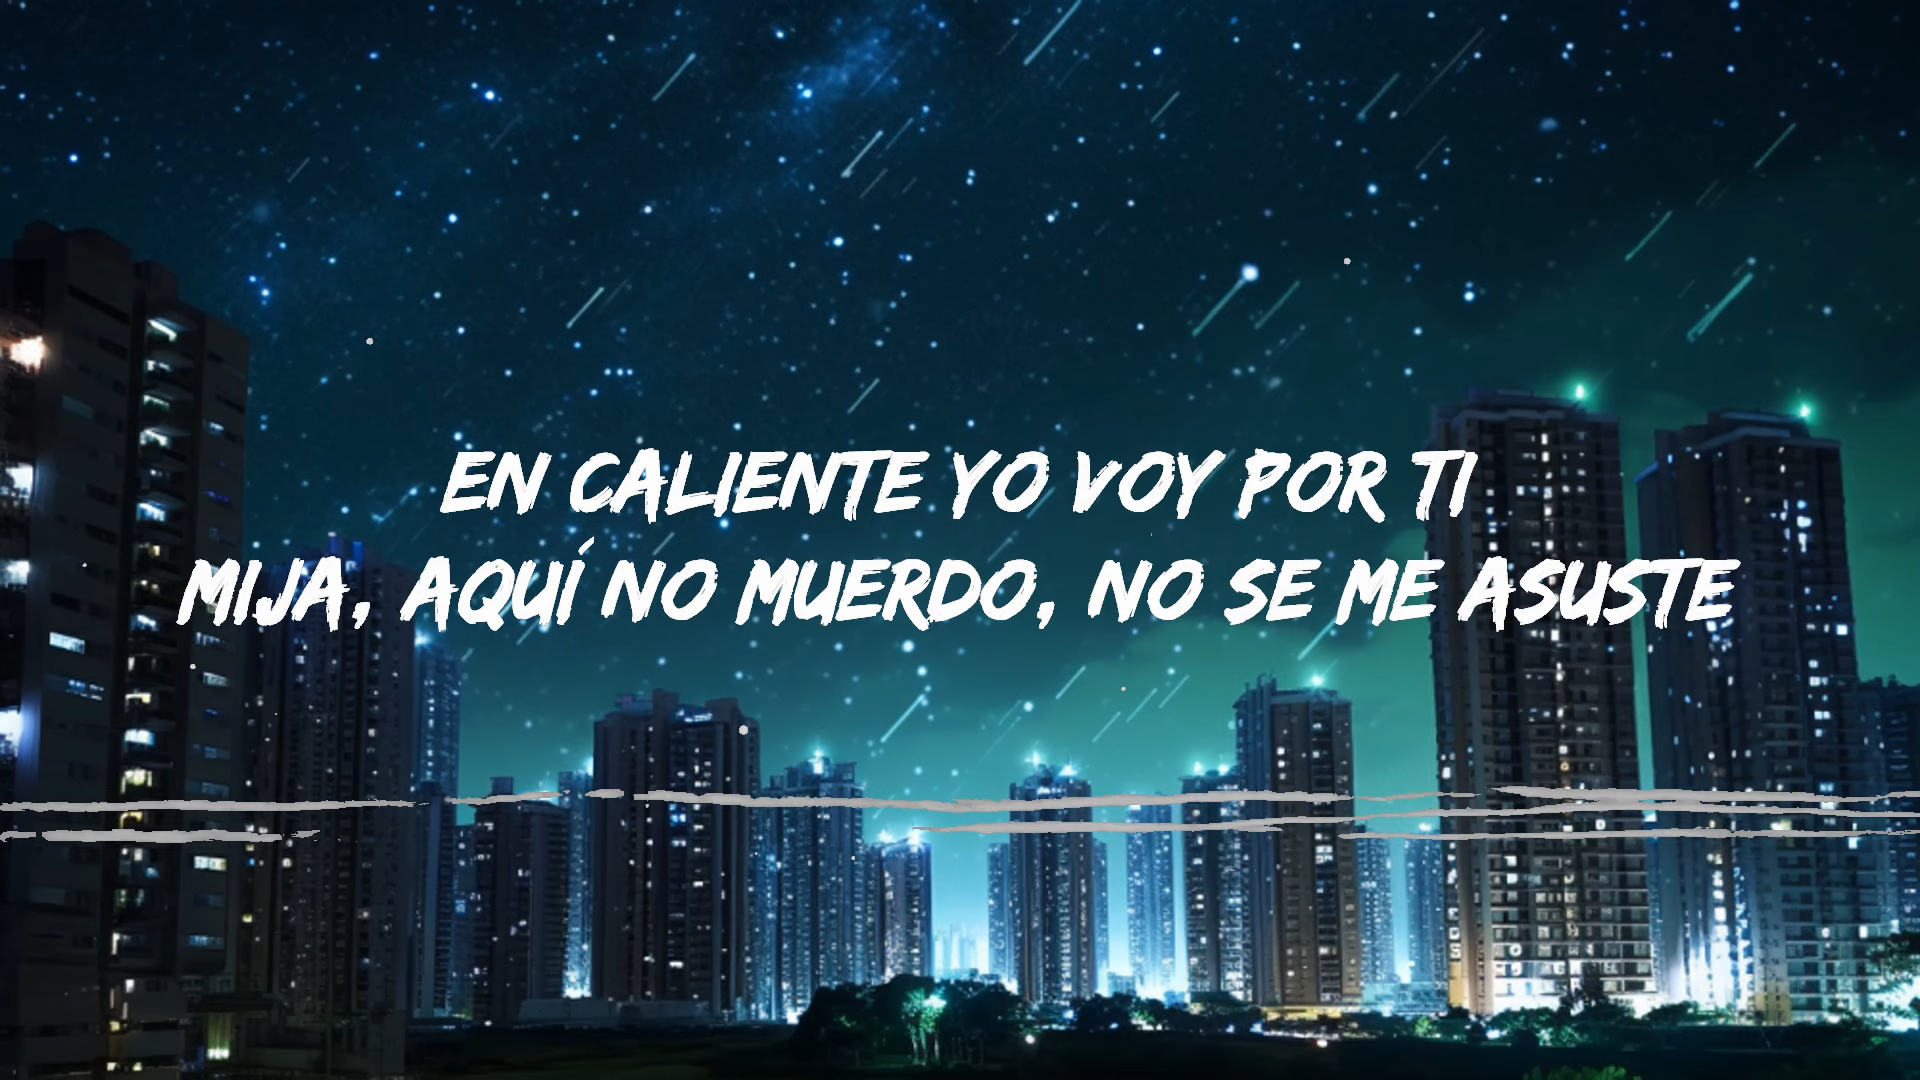 EN CALIENTE YO VOY POR TI
MIJA, AQUÍ NO MUERDO, NO SE ME ASUSTE